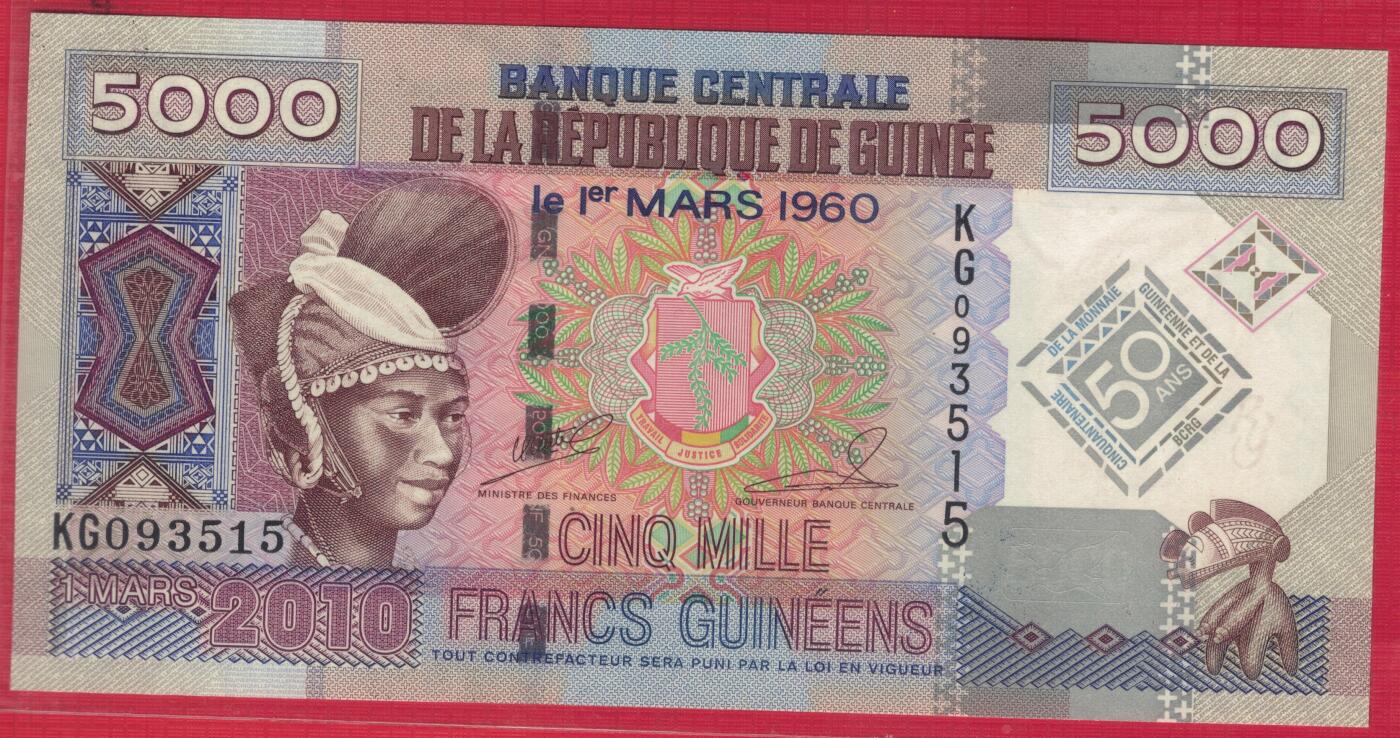 5000
BANQUE CENTRALE
DE LA RÉPUBLIQUE DE GUINÉE
5000
le 1er MARS 1960
KG093515
DE LA MONNAIE
GUINÉENNE ET DE LA
BCRG
CINQUANTENAIRE
50
ANS
TRAVAIL JUSTICE SOLIDARITÉ
MINISTRE DES FINANCES
GOUVERNEUR BANQUE CENTRALE
KG093515
CINQ MILLE
1 MARS 2010
FRANCS GUINÉENS
TOUT CONTREFACTEUR SERA PUNI PAR LA LOI EN VIGUEUR